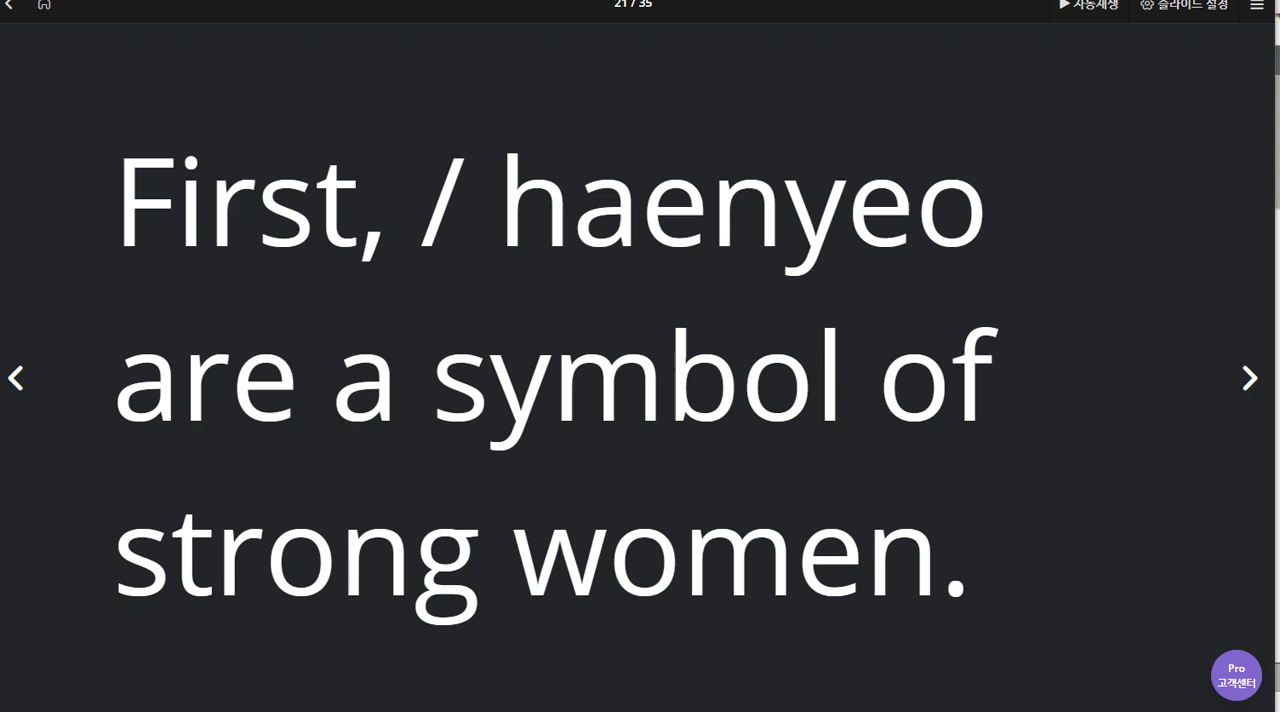 21 / 35
자동재생
슬라이드 설정
First, / haenyeo
are a symbol of
strong women.
Pro
고객센터